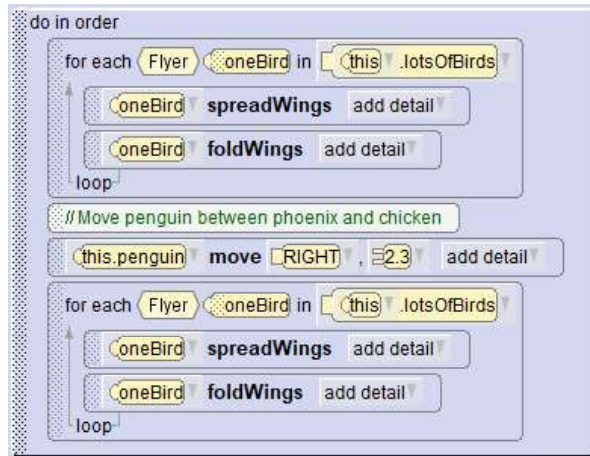 do in order
for each Flyer oneBird in this .lotsOfBirds
oneBird spreadWings add detail
oneBird foldWings add detail
loop
//Move penguin between phoenix and chicken
this.penguin move RIGHT , 2.3 add detail
for each Flyer oneBird in this .lotsOfBirds
oneBird spreadWings add detail
oneBird foldWings add detail
loop